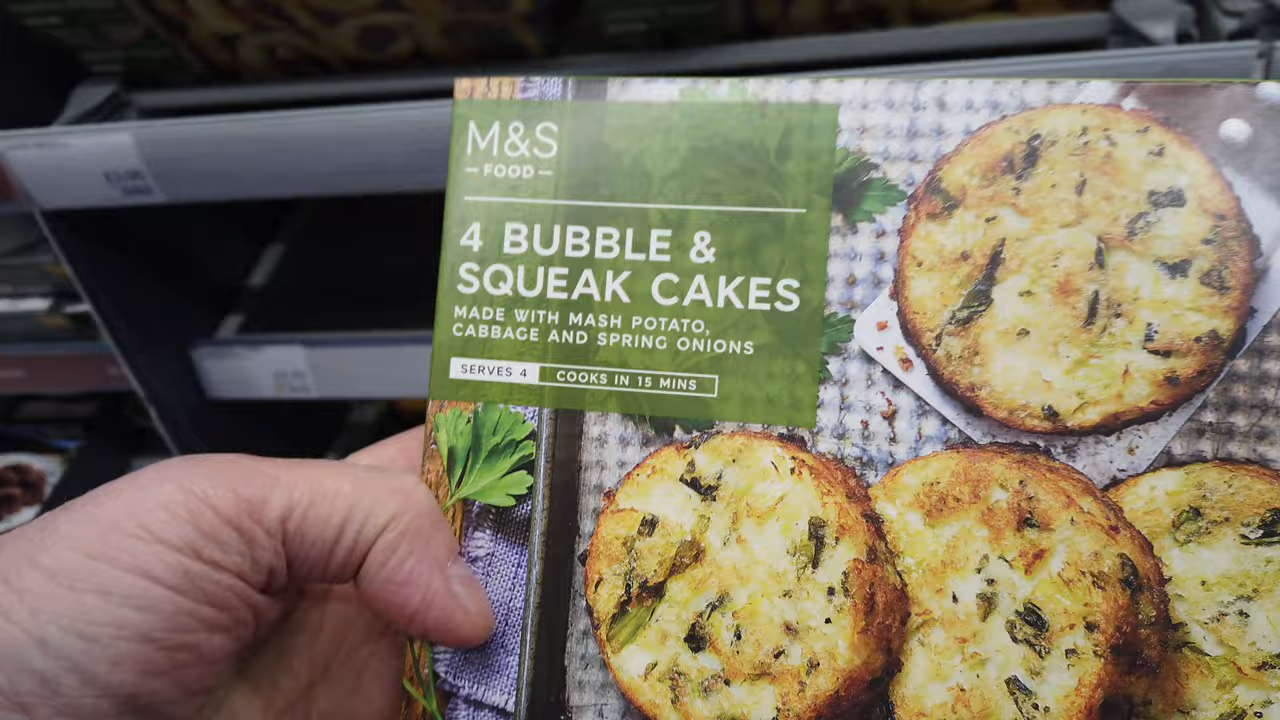 M&S
FOOD
4 BUBBLE &
SQUEAK CAKES
MADE WITH MASH POTATO,
CABBAGE AND SPRING ONIONS
SERVES 4 COOKS IN 15 MINS